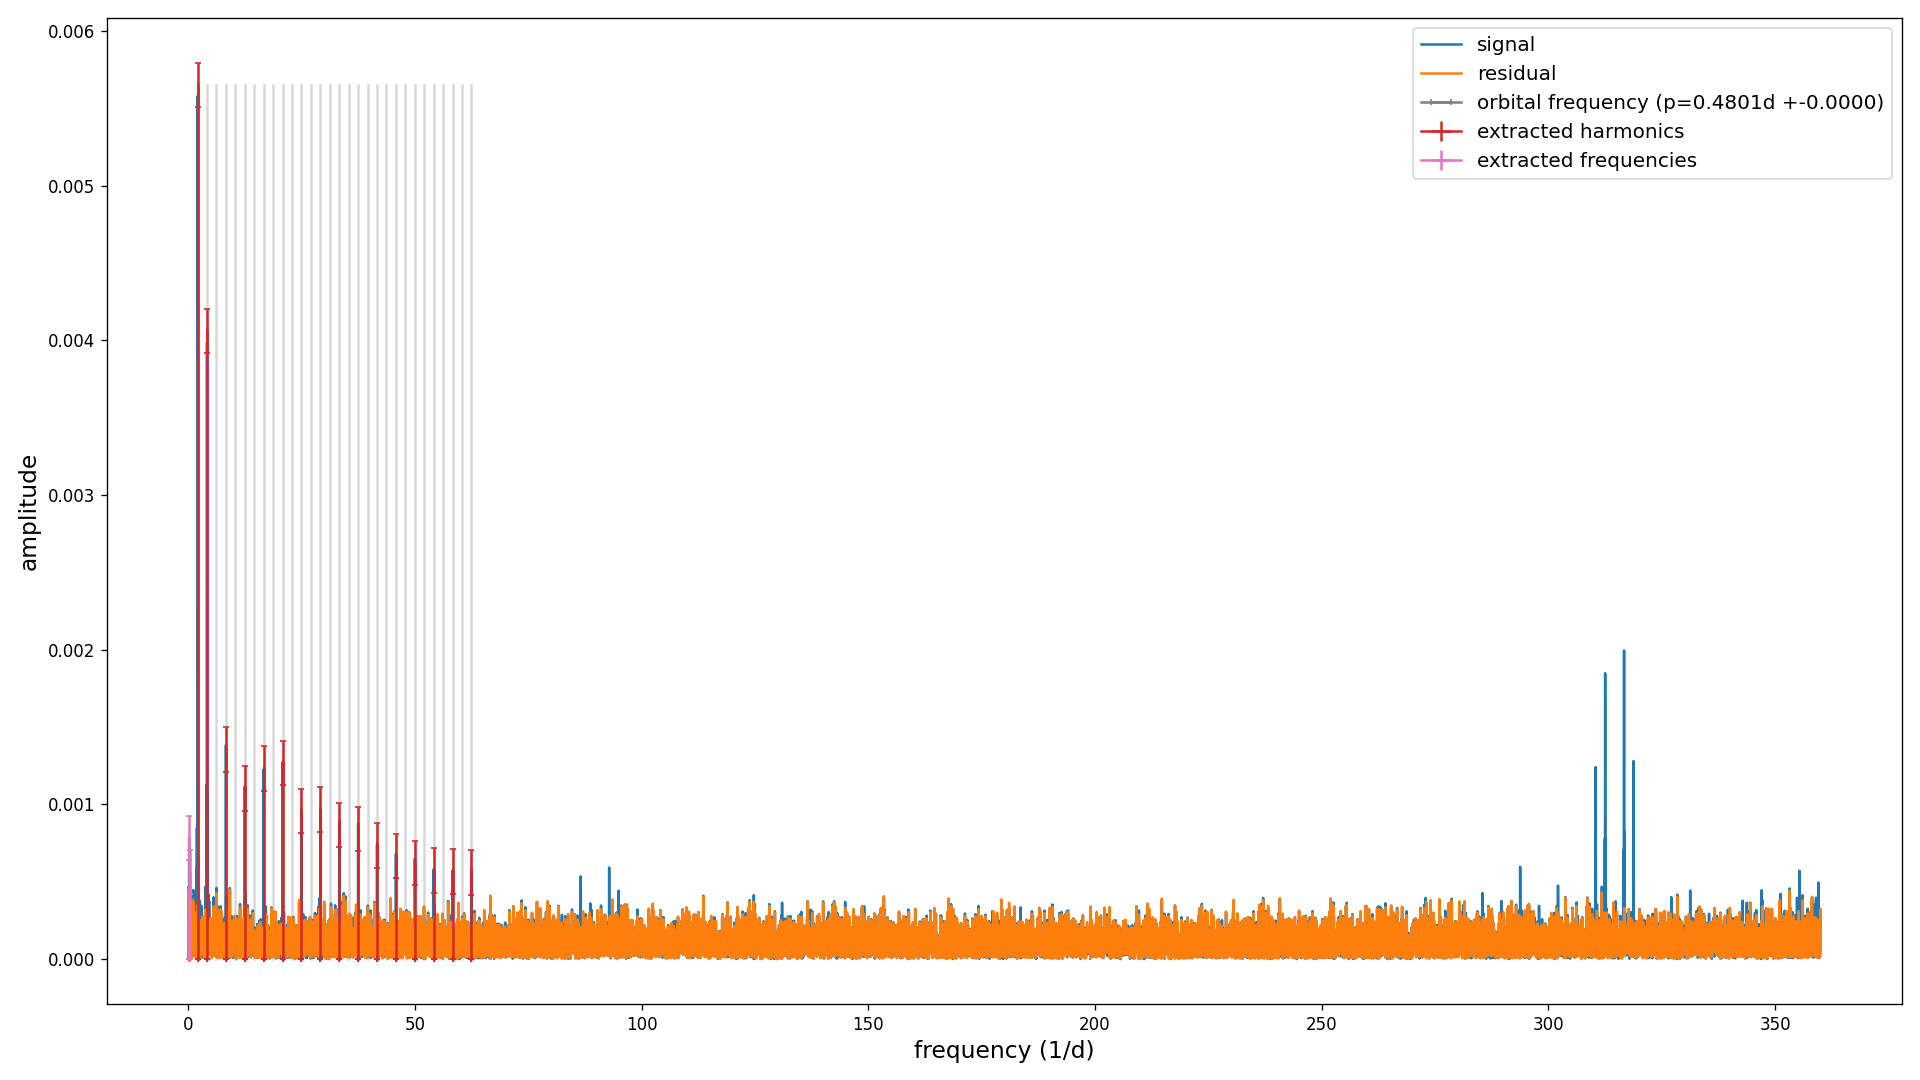 signal
residual
orbital frequency (p=0.4801d +-0.0000)
extracted harmonics
extracted frequencies
0.006
0.005
0.004
0.003
0.002
0.001
0.000
amplitude
0 50 100 150 200 250 300 350
frequency (1/d)